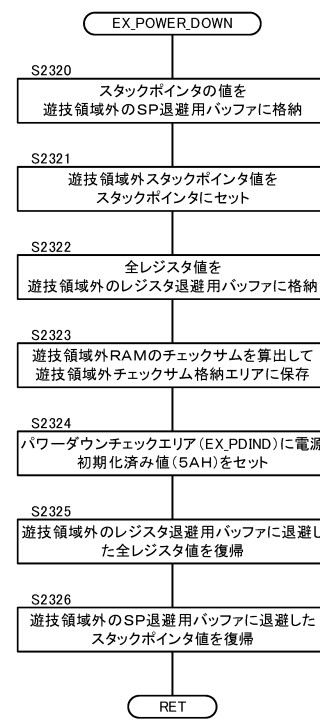 EX_POWER_DOWN
S2320
スタックポインタの値を
遊技領域外のSP退避用バッファに格納
S2321
遊技領域外スタックポインタ値を
スタックポインタにセット
S2322
全レジスタ値を
遊技領域外のレジスタ退避用バッファに格納
S2323
遊技領域外RAMのチェックサムを算出して
遊技領域外チェックサム格納エリアに保存
S2324
パワーダウンチェックエリア(EX_PDIND)に電源
初期化済み値(5AH)をセット
S2325
遊技領域外のレジスタ退避用バッファに退避し
た全レジスタ値を復帰
S2326
遊技領域外のSP退避用バッファに退避した
スタックポインタ値を復帰
RET